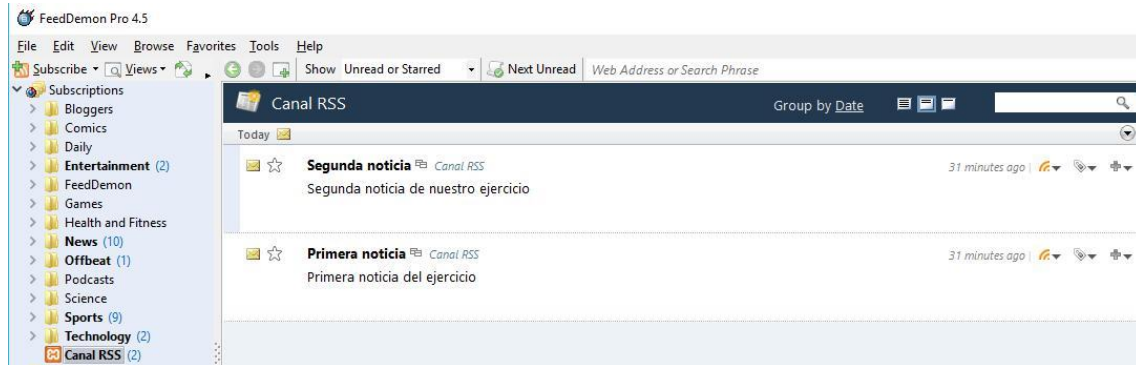 FeedDemon Pro 4.5
File Edit View Browse Favorites Tools Help
Subscribe Views Show Unread or Starred Next Unread Web Address or Search Phrase
Subscriptions
Bloggers
Comics
Daily
Entertainment (2)
FeedDemon
Games
Health and Fitness
News (10)
Offbeat (1)
Podcasts
Science
Sports (9)
Technology (2)
Canal RSS (2)
Canal RSS Group by Date
Today
Segunda noticia Canal RSS 31 minutes ago
Segunda noticia de nuestro ejercicio
Primera noticia Canal RSS 31 minutes ago
Primera noticia del ejercicio